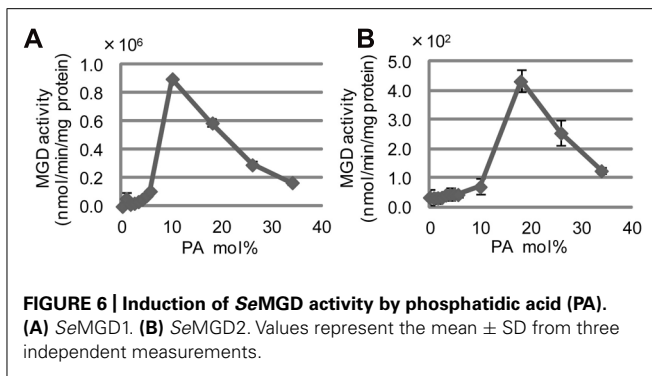 A
× 10⁶
MGD activity
(nmol/min/mg protein)
1.0
0.8
0.6
0.4
0.2
0.0
0 10 20 30 40
PA mol%
B
× 10²
MGD activity
(nmol/min/mg protein)
5.0
4.0
3.0
2.0
1.0
0.0
0 10 20 30 40
PA mol%
FIGURE 6 | Induction of SeMGD activity by phosphatidic acid (PA).
(A) SeMGD1. (B) SeMGD2. Values represent the mean ± SD from three
independent measurements.